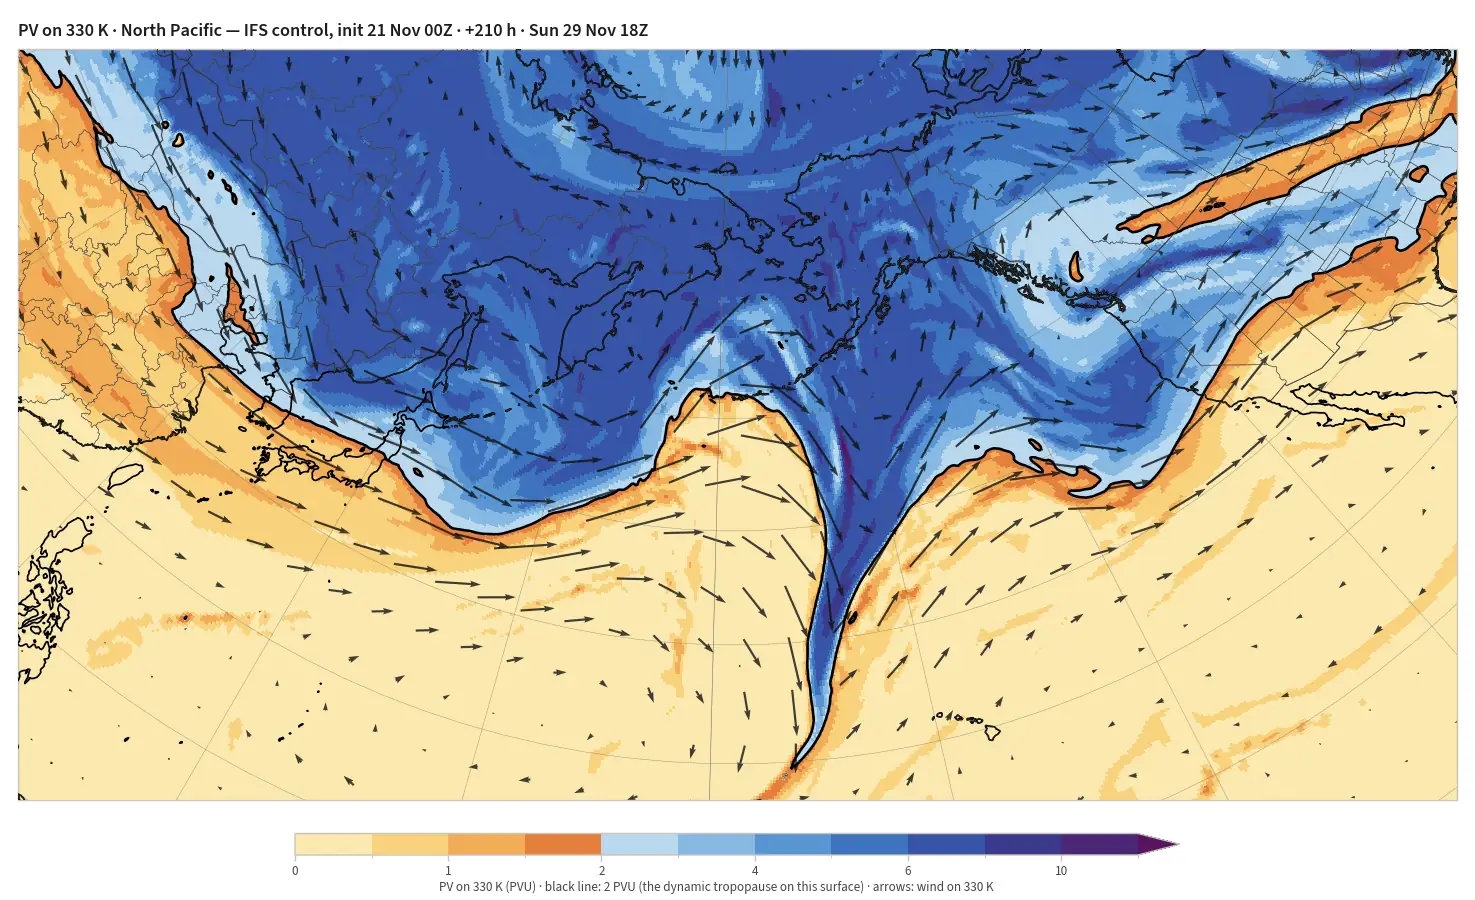 PV on 330 K · North Pacific — IFS control, init 21 Nov 00Z · +210 h · Sun 29 Nov 18Z
0 1 2 4 6 10
PV on 330 K (PVU) · black line: 2 PVU (the dynamic tropopause on this surface) · arrows: wind on 330 K